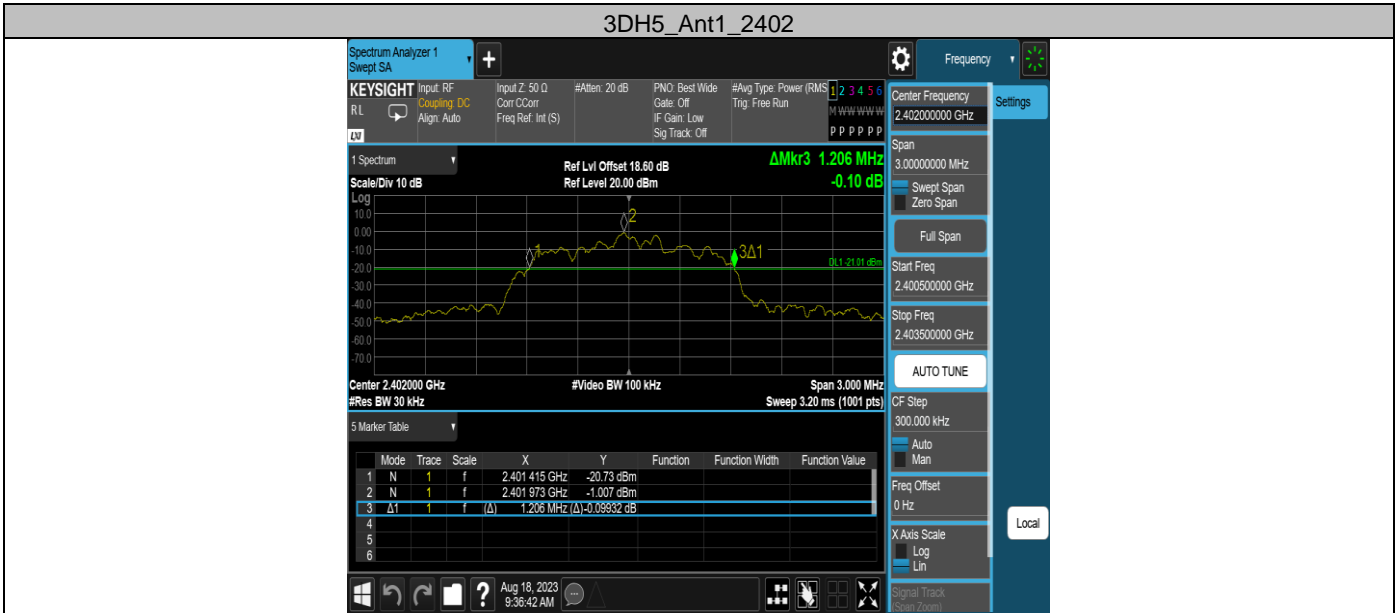 3DH5_Ant1_2402
Spectrum Analyzer 1
Swept SA
+
Frequency
KEYSIGHT
RL
LXI
Input: RF
Coupling: DC
Align: Auto
Input Z: 50 Ω
Corr CCorr
Freq Ref: Int (S)
#Atten: 20 dB
PNO: Best Wide
Gate: Off
IF Gain: Low
Sig Track: Off
#Avg Type: Power (RMS
Trig: Free Run
1 2 3 4 5 6
M W W W W W
P P P P P P
1 Spectrum
Scale/Div 10 dB
Ref Lvl Offset 18.60 dB
Ref Level 20.00 dBm
ΔMkr3 1.206 MHz
-0.10 dB
Log
10.0
0.00
-10.0
-20.0
-30.0
-40.0
-50.0
-60.0
-70.0
1
2
3Δ1
DL1 -21.01 dBm
Center 2.402000 GHz
#Video BW 100 kHz
Span 3.000 MHz
#Res BW 30 kHz
Sweep 3.20 ms (1001 pts)
5 Marker Table
Mode Trace Scale X Y Function Function Width Function Value
1 N 1 f 2.401 415 GHz -20.73 dBm
2 N 1 f 2.401 973 GHz -1.007 dBm
3 Δ1 1 f (Δ) 1.206 MHz (Δ) -0.09932 dB
4
5
6
?
Aug 18, 2023
9:36:42 AM
Center Frequency
2.402000000 GHz
Settings
Span
3.00000000 MHz
Swept Span
Zero Span
Full Span
Start Freq
2.400500000 GHz
Stop Freq
2.403500000 GHz
AUTO TUNE
CF Step
300.000 kHz
Auto
Man
Freq Offset
0 Hz
Local
X Axis Scale
Log
Lin
Signal Track
(Span Zoom)